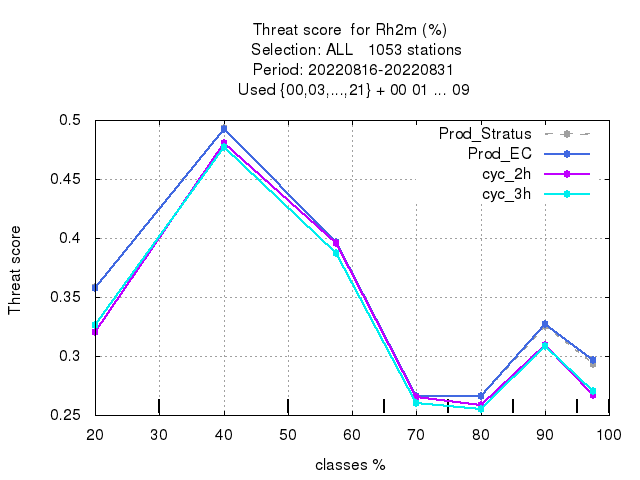 Threat score  for Rh2m (%)
Selection: ALL   1053 stations
Period: 20220816-20220831
Used {00,03,...,21} + 00 01 ... 09
Prod_Stratus
Prod_EC
cyc_2h
cyc_3h
0.5
0.45
0.4
0.35
0.3
0.25
Threat score
20 30 40 50 60 70 80 90 100
classes %